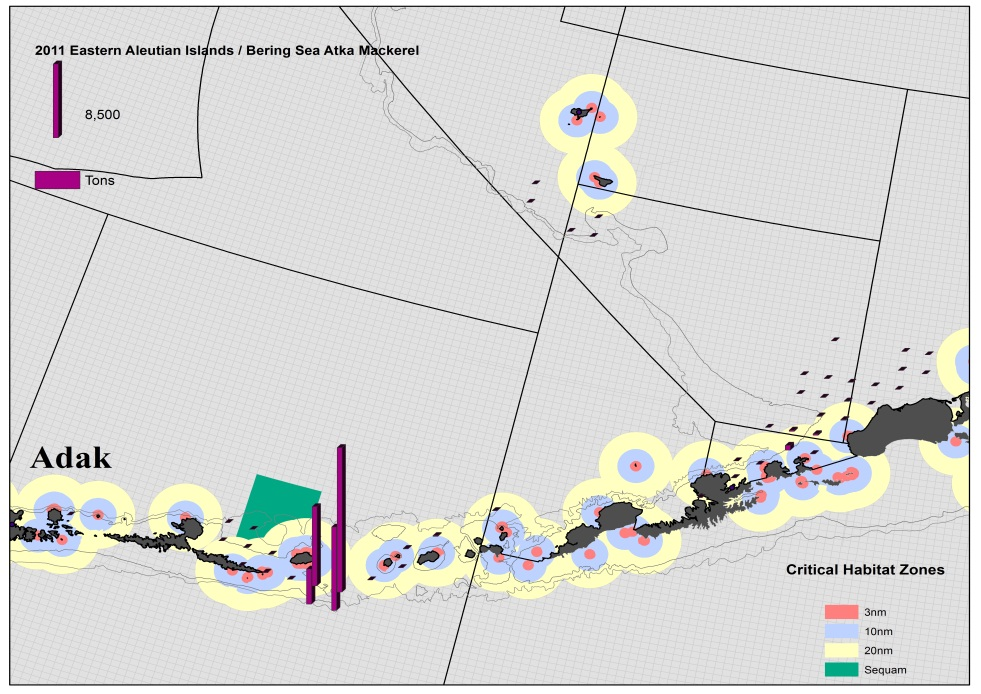 2011 Eastern Aleutian Islands / Bering Sea Atka Mackerel
8,500
Tons
Adak
Critical Habitat Zones
3nm
10nm
20nm
Sequam